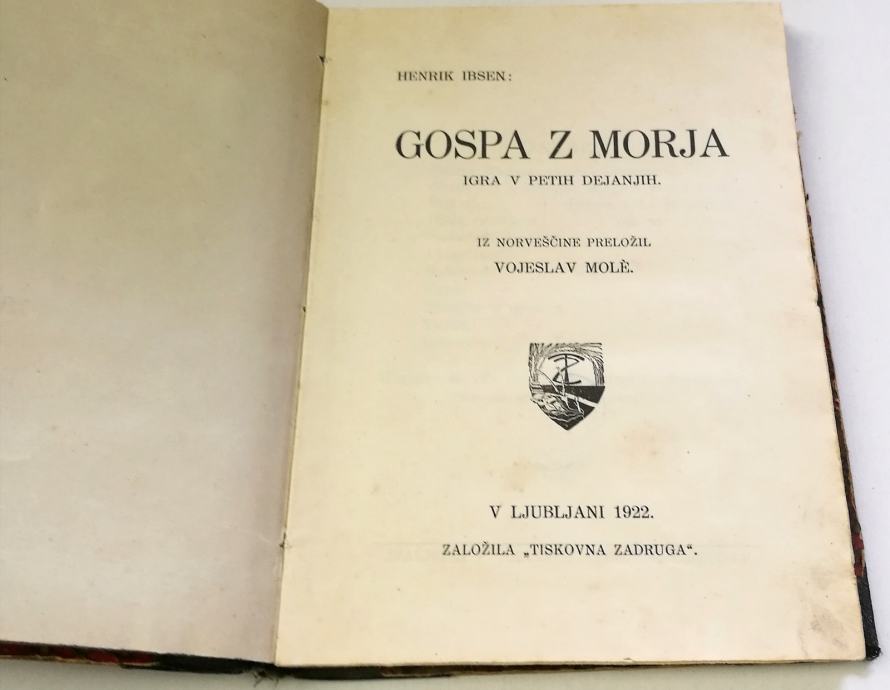 HENRIK IBSEN:
GOSPA Z MORJA
IGRA V PETIH DEJANJIH.
IZ NORVEŠČINE PRELOŽIL
VOJESLAV MOLÈ.
V LJUBLJANI 1922.
ZALOŽILA „TISKOVNA ZADRUGA“.